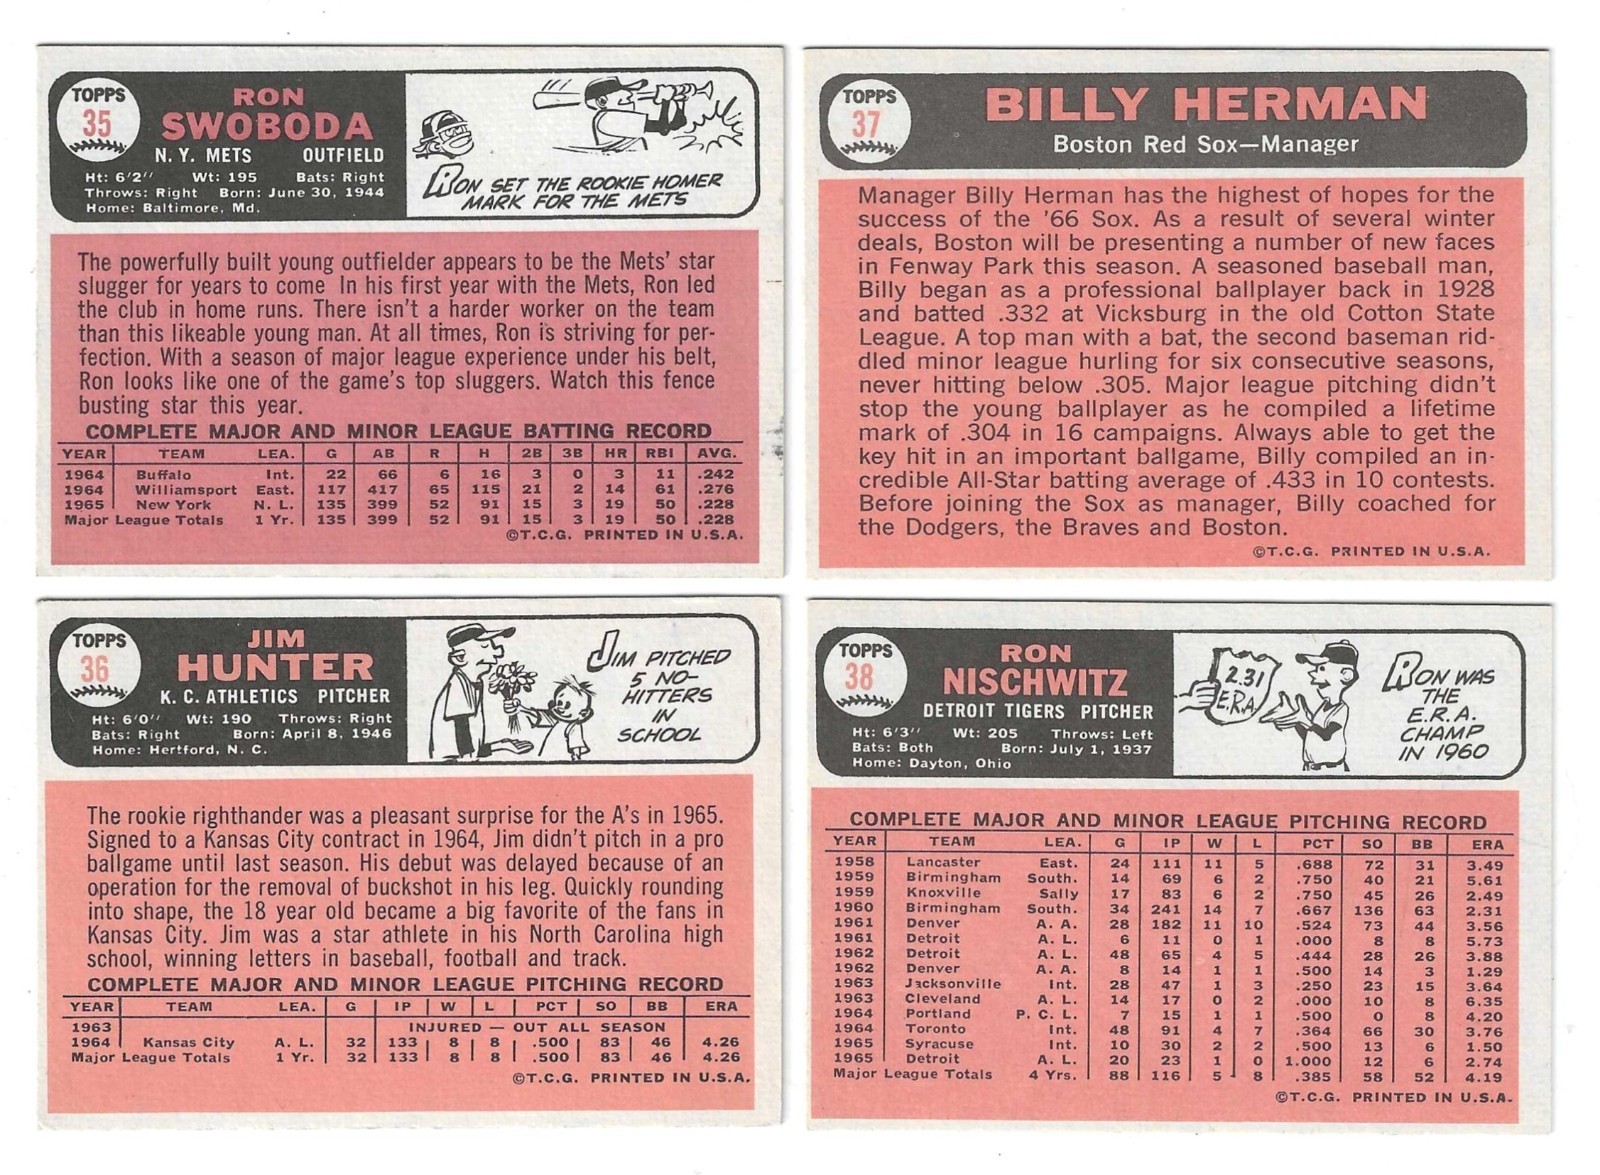 TOPPS
35
RON
SWOBODA
N. Y. METS OUTFIELD
Ht: 6'2" Wt: 195 Bats: Right
Throws: Right Born: June 30, 1944
Home: Baltimore, Md.
RON SET THE ROOKIE HOMER
MARK FOR THE METS
The powerfully built young outfielder appears to be the Mets' star
slugger for years to come In his first year with the Mets, Ron led
the club in home runs. There isn't a harder worker on the team
than this likeable young man. At all times, Ron is striving for per-
fection. With a season of major league experience under his belt,
Ron looks like one of the game's top sluggers. Watch this fence
busting star this year.
COMPLETE MAJOR AND MINOR LEAGUE BATTING RECORD
YEAR TEAM LEA. G AB R H 2B 3B HR RBI AVG.
1964 Buffalo Int. 22 66 6 16 3 0 3 11 .242
1964 Williamsport East. 117 417 65 115 21 2 14 61 .276
1965 New York N. L. 135 399 52 91 15 3 19 50 .228
Major League Totals 1 Yr. 135 399 52 91 15 3 19 50 .228
©T.C.G. PRINTED IN U.S.A.
TOPPS
37
BILLY HERMAN
Boston Red Sox—Manager
Manager Billy Herman has the highest of hopes for the
success of the '66 Sox. As a result of several winter
deals, Boston will be presenting a number of new faces
in Fenway Park this season. A seasoned baseball man,
Billy began as a professional ballplayer back in 1928
and batted .332 at Vicksburg in the old Cotton State
League. A top man with a bat, the second baseman rid-
dled minor league hurling for six consecutive seasons,
never hitting below .305. Major league pitching didn't
stop the young ballplayer as he compiled a lifetime
mark of .304 in 16 campaigns. Always able to get the
key hit in an important ballgame, Billy compiled an in-
credible All-Star batting average of .433 in 10 contests.
Before joining the Sox as manager, Billy coached for
the Dodgers, the Braves and Boston.
©T.C.G. PRINTED IN U.S.A.
TOPPS
36
JIM
HUNTER
K. C. ATHLETICS PITCHER
Ht: 6'0" Wt: 190 Throws: Right
Bats: Right Born: April 8, 1946
Home: Hertford, N. C.
JIM PITCHED
5 NO-
HITTERS
IN
SCHOOL
The rookie righthander was a pleasant surprise for the A's in 1965.
Signed to a Kansas City contract in 1964, Jim didn't pitch in a pro
ballgame until last season. His debut was delayed because of an
operation for the removal of buckshot in his leg. Quickly rounding
into shape, the 18 year old became a big favorite of the fans in
Kansas City. Jim was a star athlete in his North Carolina high
school, winning letters in baseball, football and track.
COMPLETE MAJOR AND MINOR LEAGUE PITCHING RECORD
YEAR TEAM LEA. G IP W L PCT SO BB ERA
1963 INJURED — OUT ALL SEASON
1964 Kansas City A. L. 32 133 8 8 .500 83 46 4.26
Major League Totals 1 Yr. 32 133 8 8 .500 83 46 4.26
©T.C.G. PRINTED IN U.S.A.
TOPPS
38
RON
NISCHWITZ
DETROIT TIGERS PITCHER
Ht: 6'3" Wt: 205 Throws: Left
Bats: Both Born: July 1, 1937
Home: Dayton, Ohio
2.31
E.R.A.
RON WAS
THE
E.R.A.
CHAMP
IN 1960
COMPLETE MAJOR AND MINOR LEAGUE PITCHING RECORD
YEAR TEAM LEA. G IP W L PCT SO BB ERA
1958 Lancaster East. 24 111 11 5 .688 72 31 3.49
1959 Birmingham South. 14 69 6 2 .750 40 21 5.61
1959 Knoxville Sally 17 83 6 2 .750 45 26 2.49
1960 Birmingham South. 34 241 14 7 .667 136 63 2.31
1961 Denver A. A. 28 182 11 10 .524 73 44 3.56
1961 Detroit A. L. 6 11 0 1 .000 8 8 5.73
1962 Detroit A. L. 48 65 4 5 .444 28 26 3.88
1962 Denver A. A. 8 14 1 1 .500 14 3 1.29
1963 Jacksonville Int. 28 47 1 3 .250 23 15 3.64
1963 Cleveland A. L. 14 17 0 2 .000 10 8 6.35
1964 Portland P. C. L. 7 15 1 1 .500 0 8 4.20
1964 Toronto Int. 48 91 4 7 .364 66 30 3.76
1965 Syracuse Int. 10 30 2 2 .500 13 6 1.50
1965 Detroit A. L. 20 23 1 0 1.000 12 6 2.74
Major League Totals 4 Yrs. 88 116 5 8 .385 58 52 4.19
©T.C.G. PRINTED IN U.S.A.